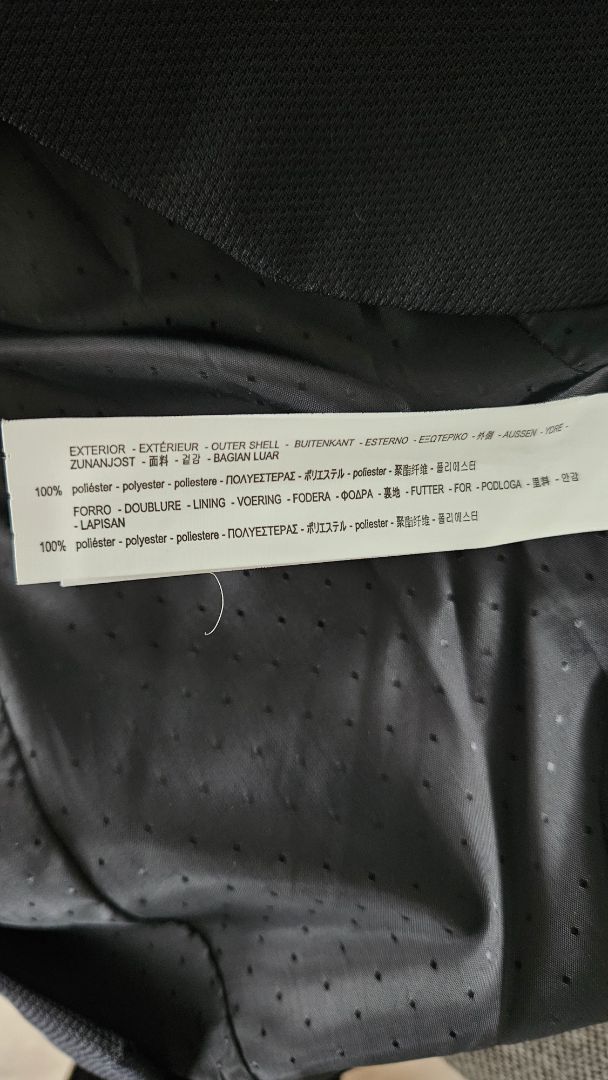 EXTERIOR - EXTÉRIEUR - OUTER SHELL - BUITENKANT - ESTERNO - ΕΞΩΤΕΡΙΚΟ - 外側 - AUSSEN - YDRE -
ZUNANJOST - 面料 - 겉감 - BAGIAN LUAR
100% poliéster - polyester - poliestere - ΠΟΛΥΕΣΤΕΡΑΣ - ポリエステル - poliester - 聚酯纤维 - 폴리에스터
FORRO - DOUBLURE - LINING - VOERING - FODERA - ΦΟΔΡΑ - 裏地 - FUTTER - FOR - PODLOGA - 里料 - 안감
- LAPISAN
100% poliéster - polyester - poliestere - ΠΟΛΥΕΣΤΕΡΑΣ - ポリエステル - poliester - 聚酯纤维 - 폴리에스터